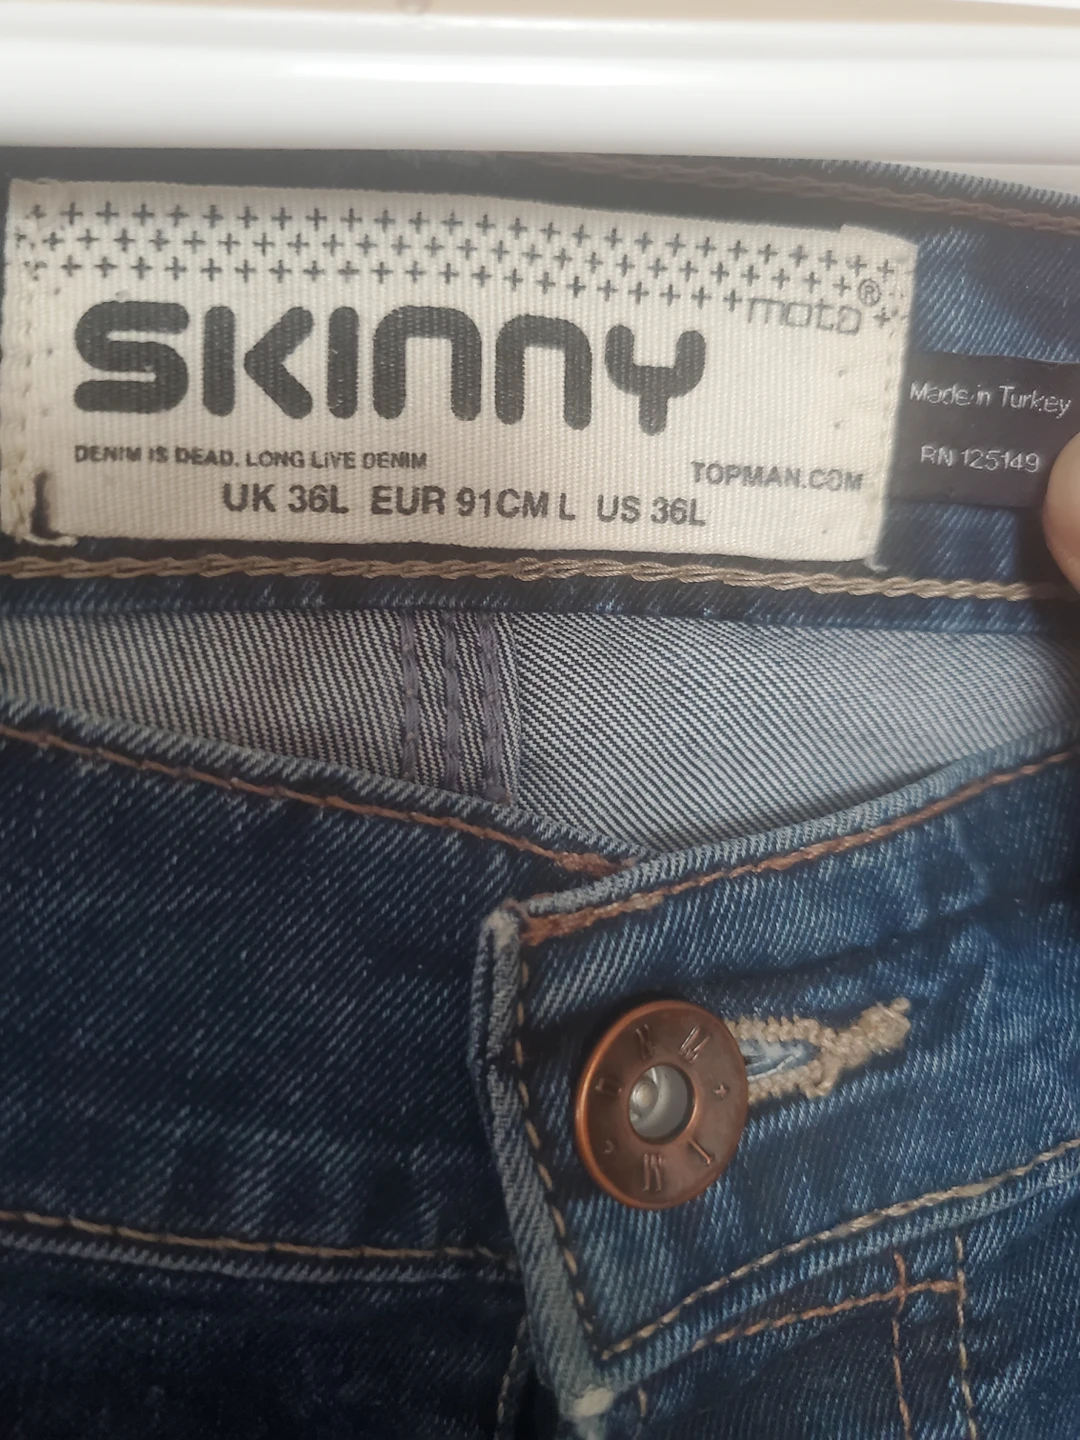 moto®
SKINNY
DENIM IS DEAD. LONG LIVE DENIM
TOPMAN.COM
UK 36L EUR 91CM L US 36L
Made in Turkey
RN 125149